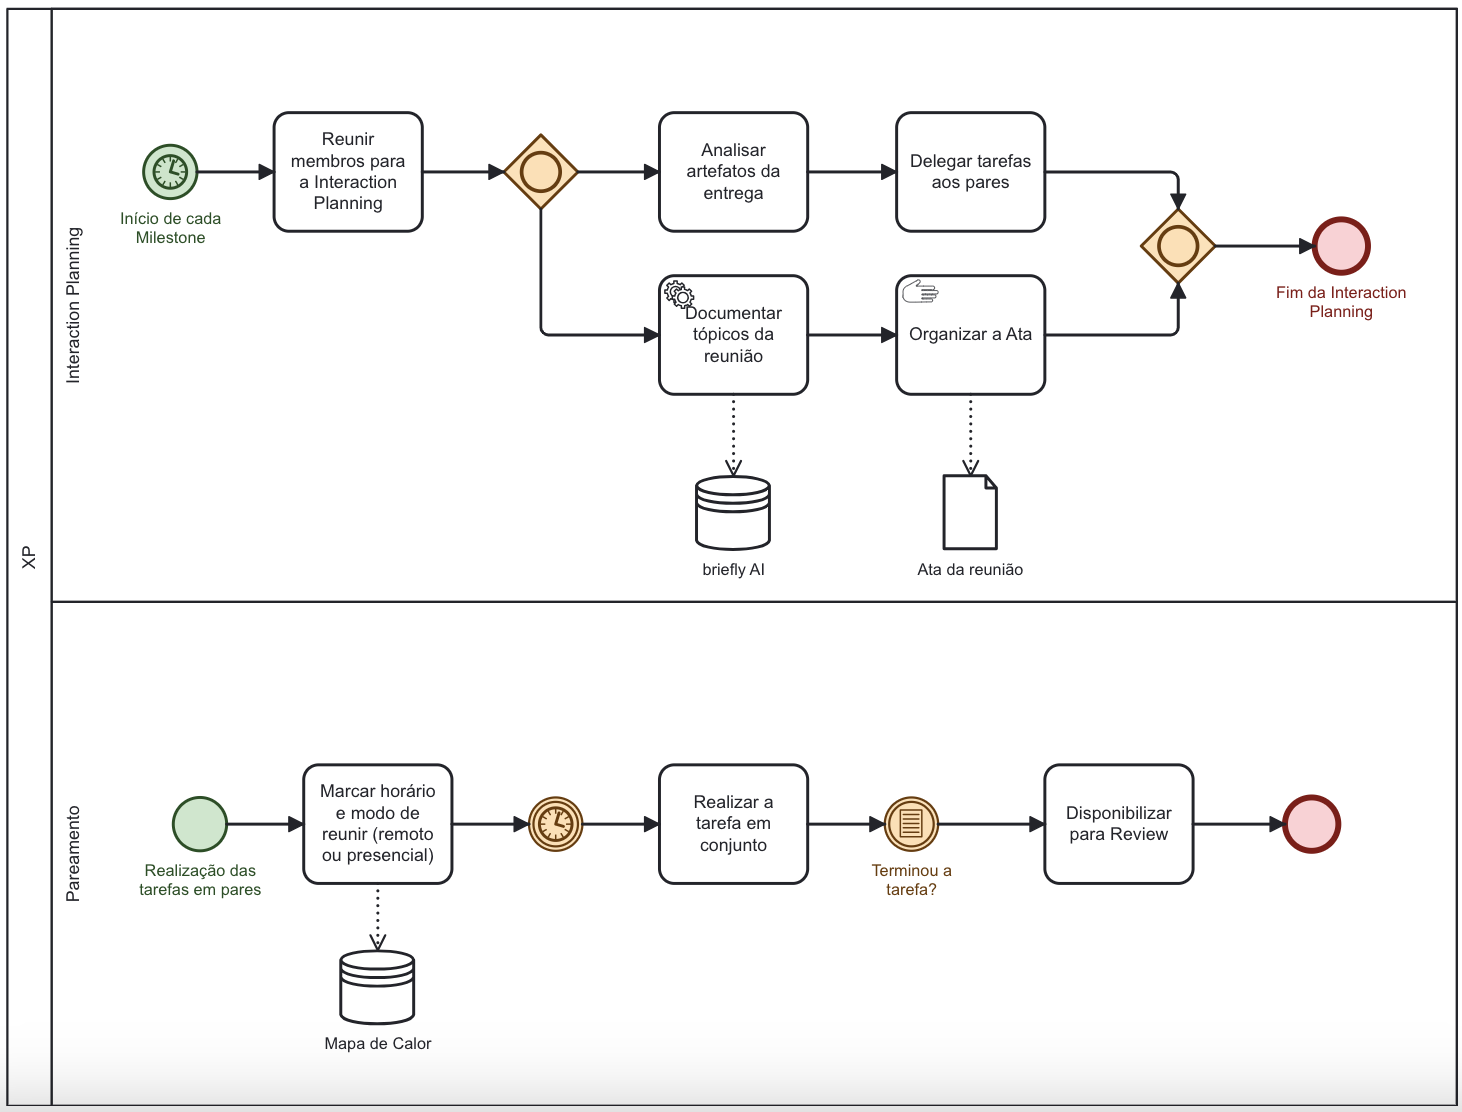 XP
Interaction Planning
Início de cada
Milestone
Reunir
membros para
a Interaction
Planning
Analisar
artefatos da
entrega
Delegar tarefas
aos pares
Documentar
tópicos da
reunião
Organizar a Ata
Fim da Interaction
Planning
briefly AI
Ata da reunião
Pareamento
Realização das
tarefas em pares
Marcar horário
e modo de
reunir (remoto
ou presencial)
Realizar a
tarefa em
conjunto
Terminou a
tarefa?
Disponibilizar
para Review
Mapa de Calor